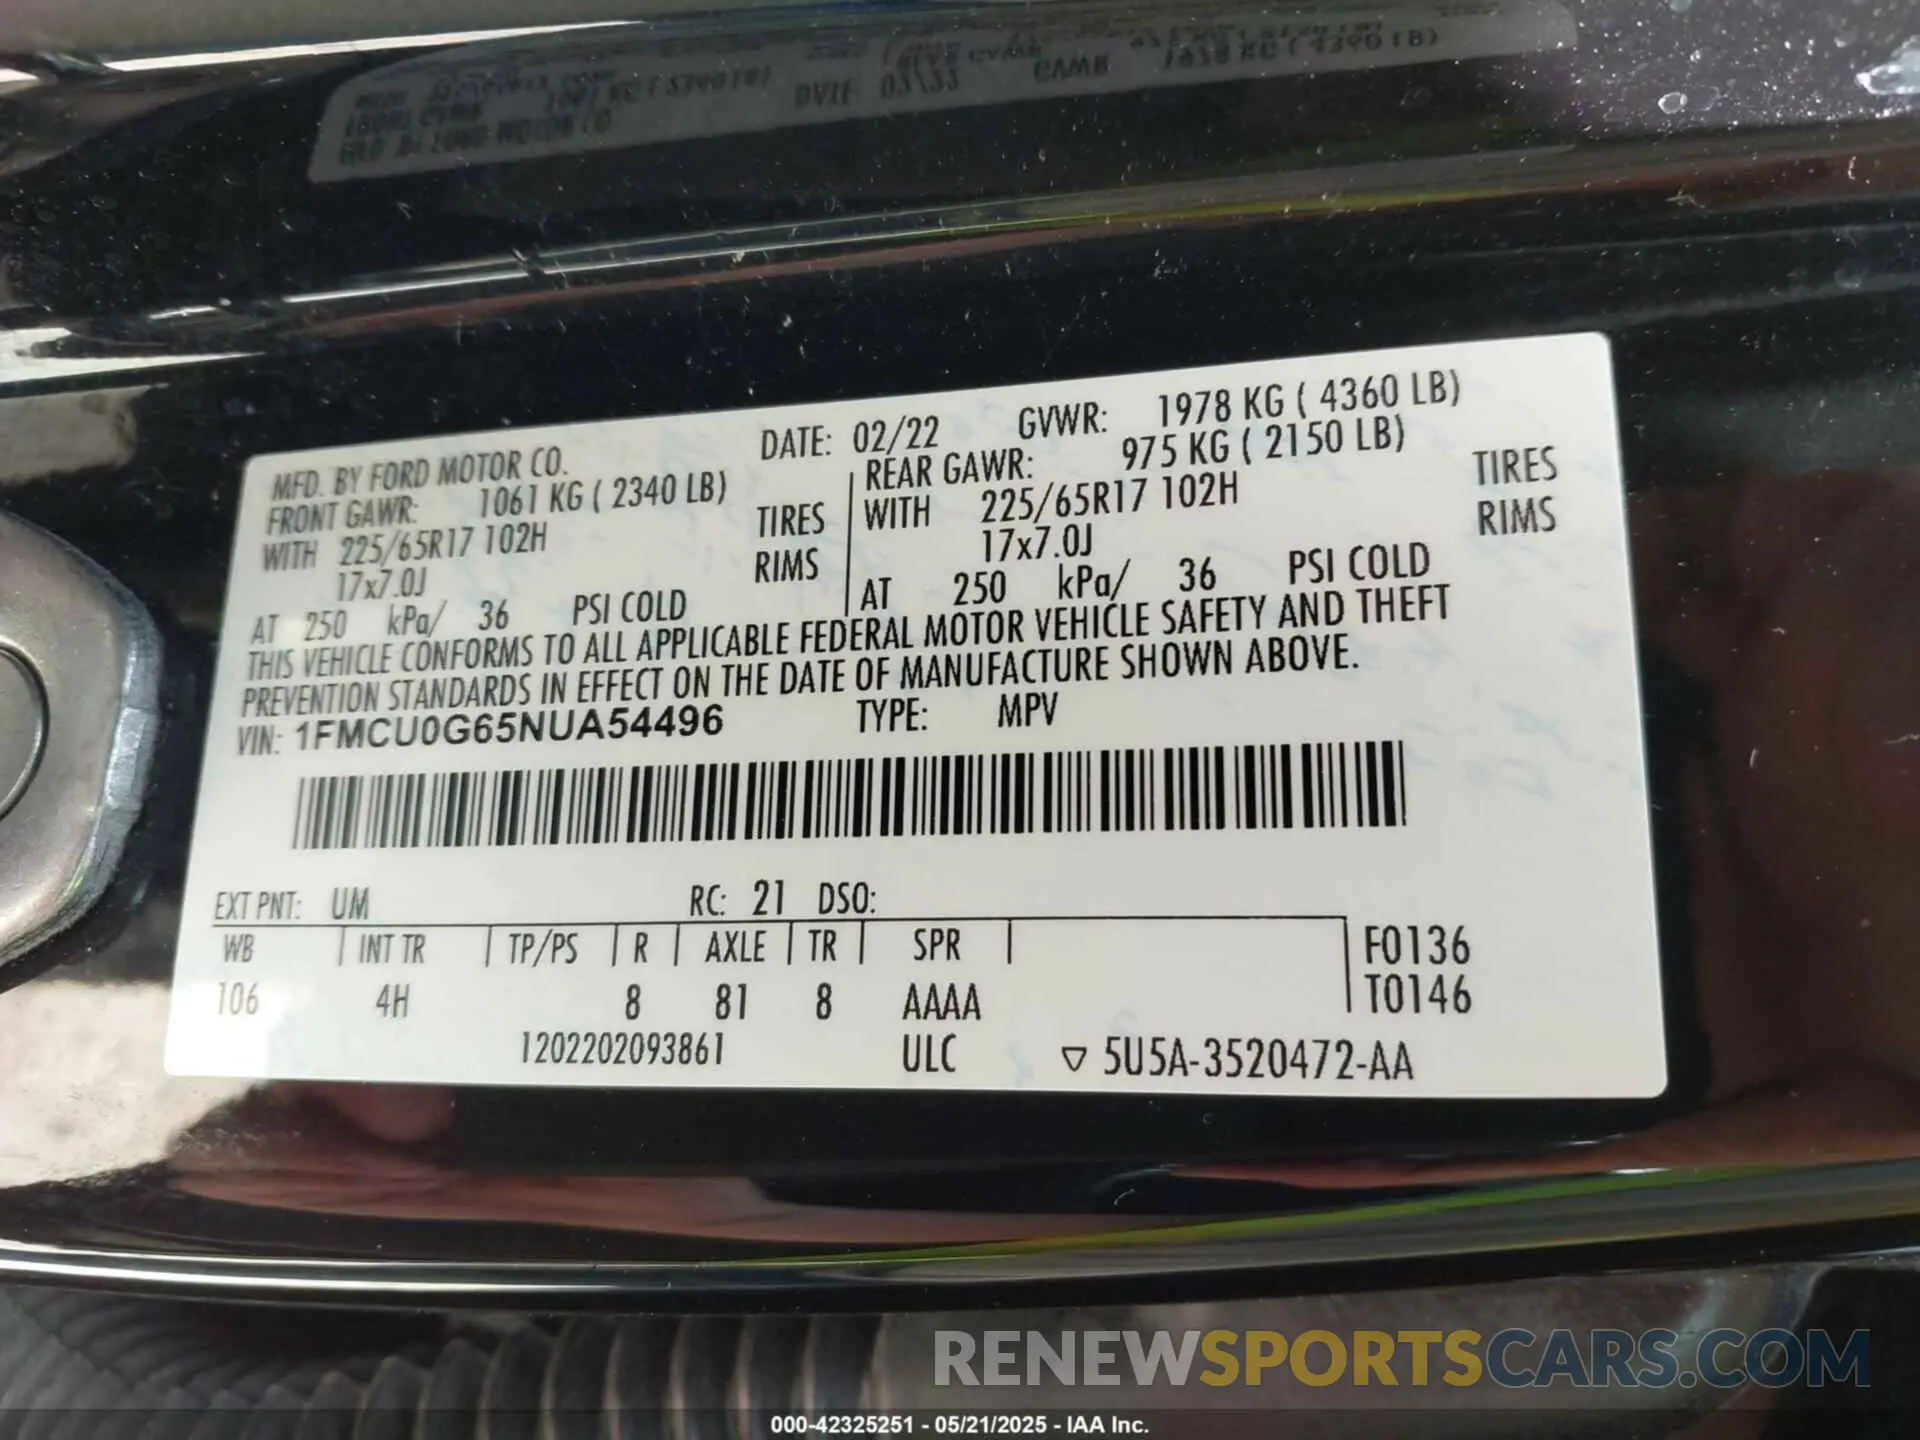 MFD. BY FORD MOTOR CO. DATE: 02/22 GVWR: 1978 KG ( 4360 LB)
FRONT GAWR: 1061 KG ( 2340 LB) REAR GAWR: 975 KG ( 2150 LB)
WITH 225/65R17 102H TIRES WITH 225/65R17 102H TIRES
17x7.0J RIMS 17x7.0J RIMS
AT 250 kPa/ 36 PSI COLD AT 250 kPa/ 36 PSI COLD
THIS VEHICLE CONFORMS TO ALL APPLICABLE FEDERAL MOTOR VEHICLE SAFETY AND THEFT
PREVENTION STANDARDS IN EFFECT ON THE DATE OF MANUFACTURE SHOWN ABOVE.
VIN: 1FMCU0G65NUA54496 TYPE: MPV
EXT PNT: UM RC: 21 DSO:
WB INT TR TP/PS R AXLE TR SPR F0136
106 4H 8 81 8 AAAA T0146
1202202093861 ULC ▽ 5U5A-3520472-AA
RENEWSPORTSCARS.COM
000-42325251 - 05/21/2025 - IAA Inc.